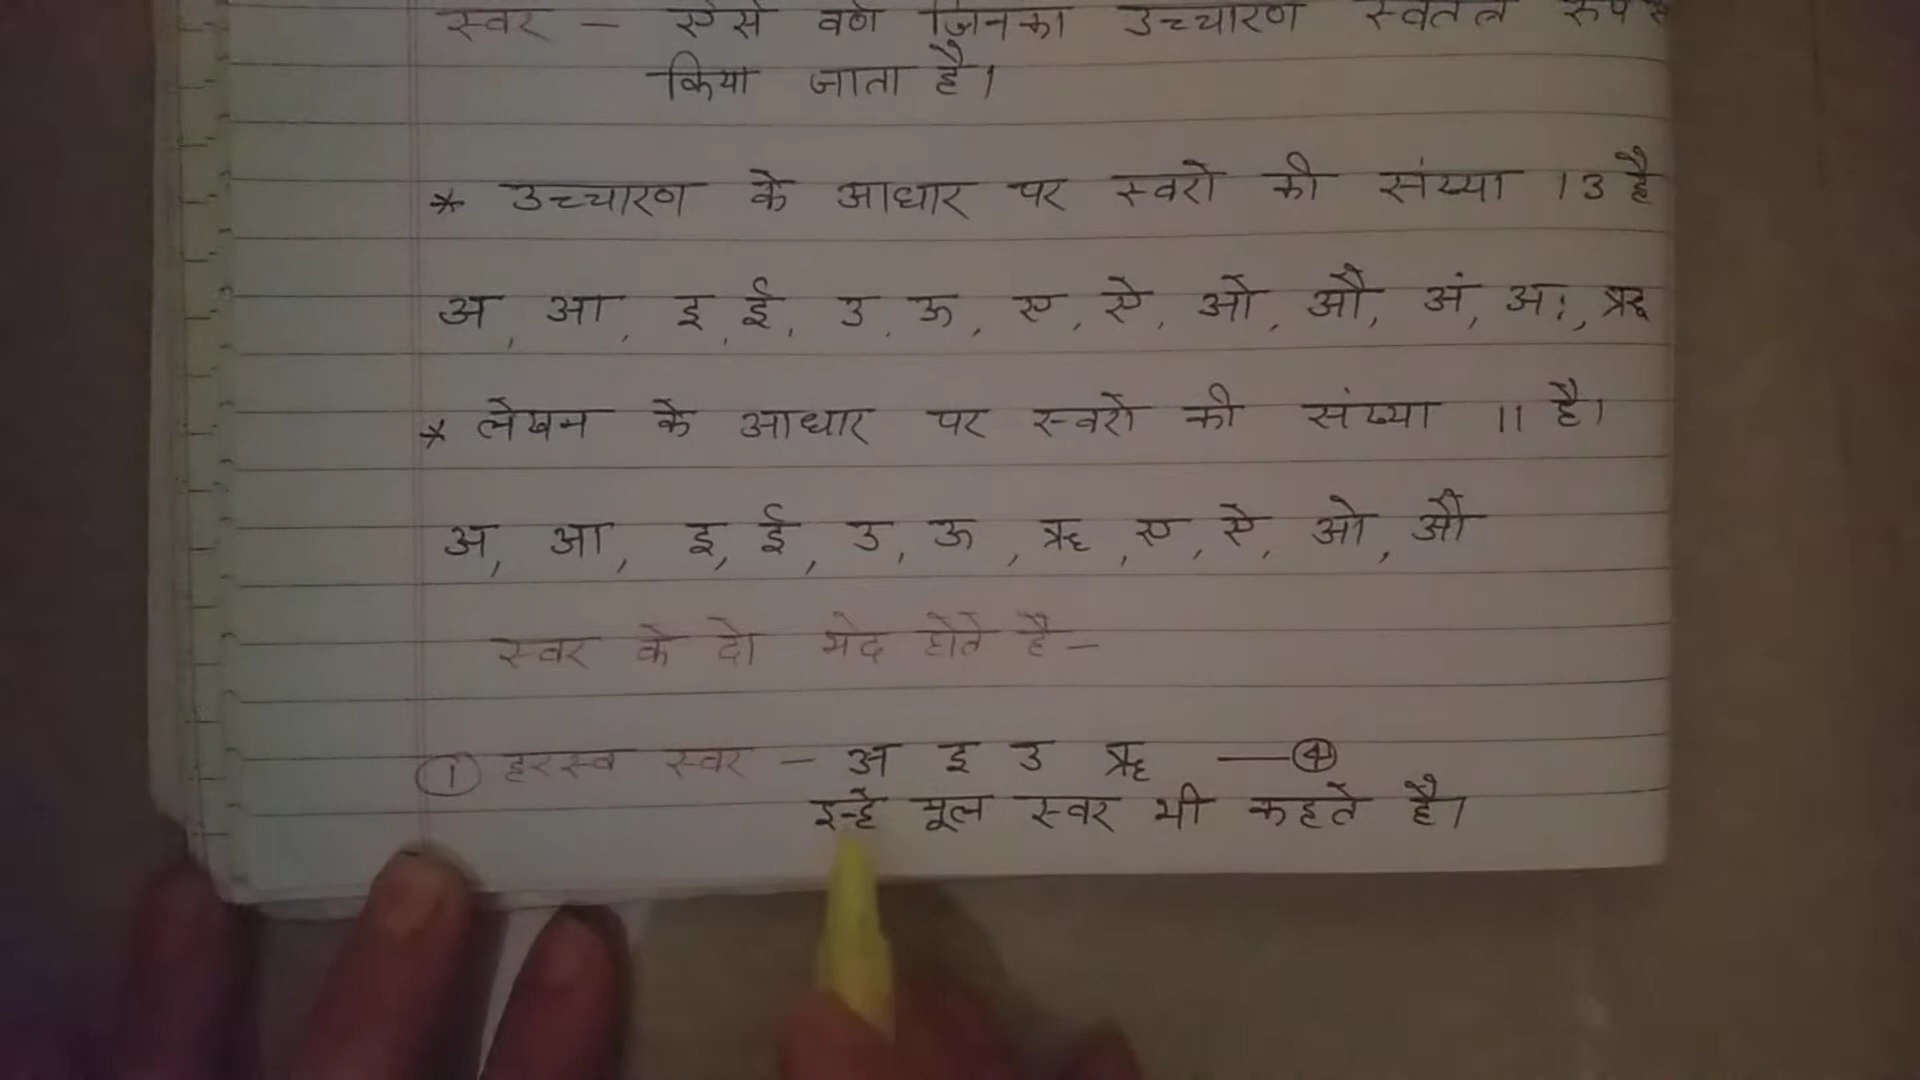 स्वर - ऐसे वर्ण जिनका उच्चारण स्वतंत्र रूप से
किया जाता है।
* उच्चारण के आधार पर स्वरो की संख्या 13 है
अ, आ, इ, ई, उ, ऊ, ए, ऐ, ओ, औ, अं, अः, ऋ
* लेखन के आधार पर स्वरो की संख्या 11 है।
अ, आ, इ, ई, उ, ऊ, ऋ, ए, ऐ, ओ, औ
स्वर के दो भेद होते है -
① हरस्व स्वर - अ इ उ ऋ — ④
इन्हे मूल स्वर भी कहते है।